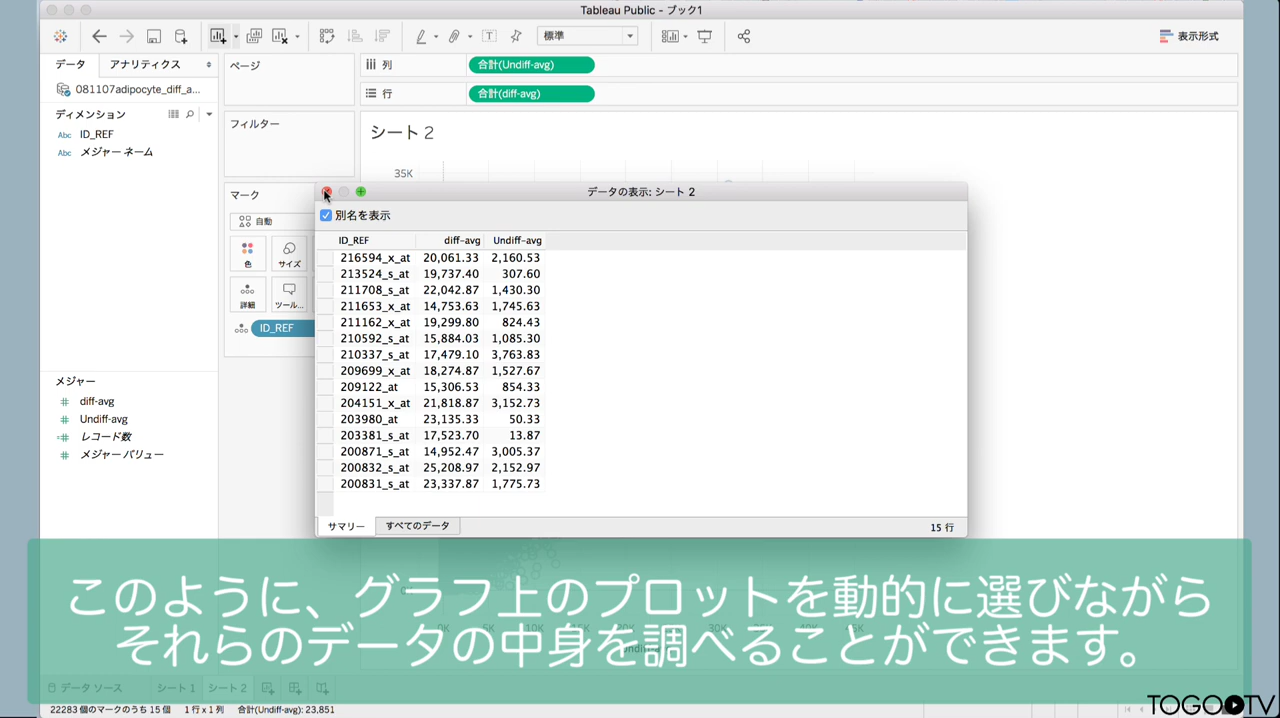 Tableau Public - ブック1
標準
表示形式
データ
アナリティクス
081107adipocyte_diff_a...
ディメンション
Abc ID_REF
Abc メジャー ネーム
メジャー
diff-avg
Undiff-avg
レコード数
メジャー バリュー
ページ
フィルター
マーク
自動
色
サイズ
詳細
ツール...
ID_REF
列
合計(Undiff-avg)
行
合計(diff-avg)
シート 2
35K
データの表示: シート 2
別名を表示
ID_REF diff-avg Undiff-avg
216594_x_at 20,061.33 2,160.53
213524_s_at 19,737.40 307.60
211708_s_at 22,042.87 1,430.30
211653_x_at 14,753.63 1,745.63
211162_x_at 19,299.80 824.43
210592_s_at 15,884.03 1,085.30
210337_s_at 17,479.10 3,763.83
209699_x_at 18,274.87 1,527.67
209122_at 15,306.53 854.33
204151_x_at 21,818.87 3,152.73
203980_at 23,135.33 50.33
203381_s_at 17,523.70 13.87
200871_s_at 14,952.47 3,005.37
200832_s_at 25,208.97 2,152.97
200831_s_at 23,337.87 1,775.73
サマリー
すべてのデータ
15 行
このように、グラフ上のプロットを動的に選びながら
それらのデータの中身を調べることができます。
データ ソース
シート 1
シート 2
22283 個のマークのうち 15 個 1 行 x 1 列 合計(Undiff-avg): 23,851
TOGOTV